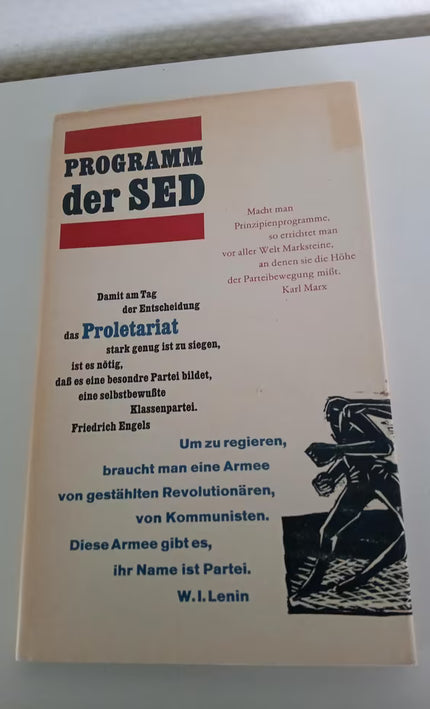 PROGRAMM
der SED
Macht man
Prinzipienprogramme,
so errichtet man
vor aller Welt Marksteine,
an denen sie die Höhe
der Parteibewegung mißt.
Karl Marx
Damit am Tag
der Entscheidung
das Proletariat
stark genug ist zu siegen,
ist es nötig,
daß es eine besondre Partei bildet,
eine selbstbewußte
Klassenpartei.
Friedrich Engels
Um zu regieren,
braucht man eine Armee
von gestählten Revolutionären,
von Kommunisten.
Diese Armee gibt es,
ihr Name ist Partei.
W.I. Lenin